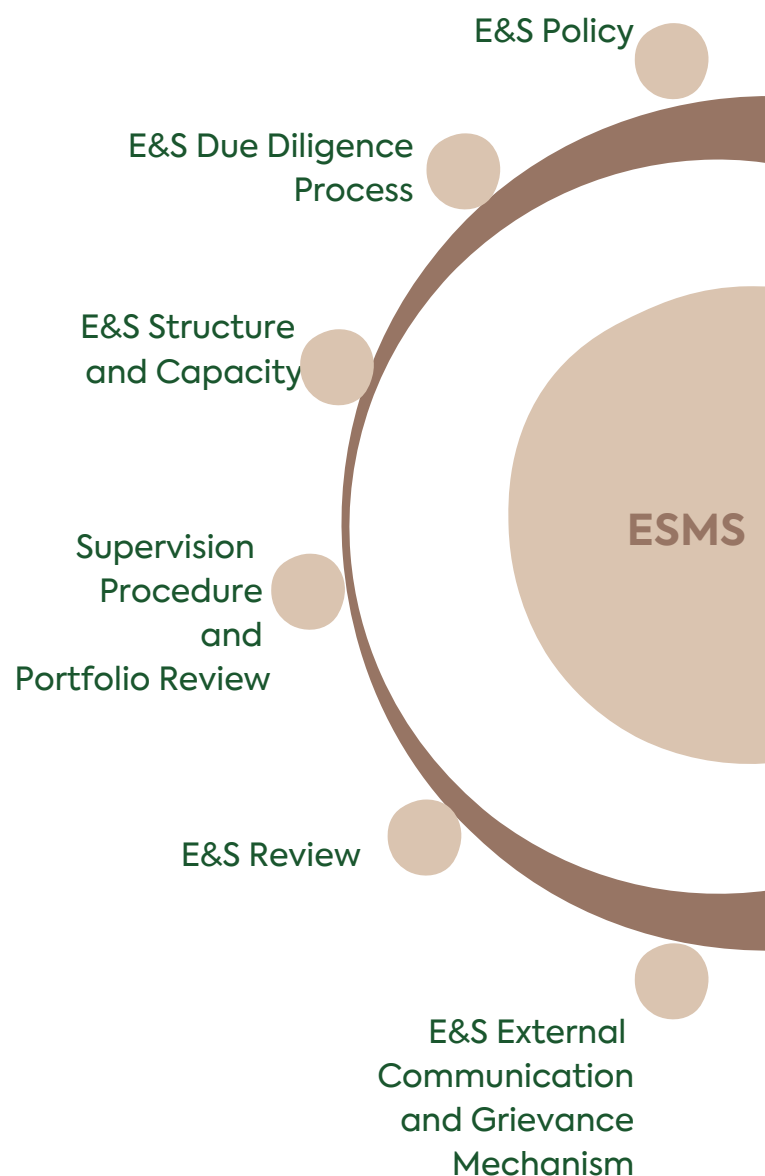 E&S Policy
E&S Due Diligence
Process
E&S Structure
and Capacity
ESMS
Supervision
Procedure
and
Portfolio Review
E&S Review
E&S External
Communication
and Grievance
Mechanism